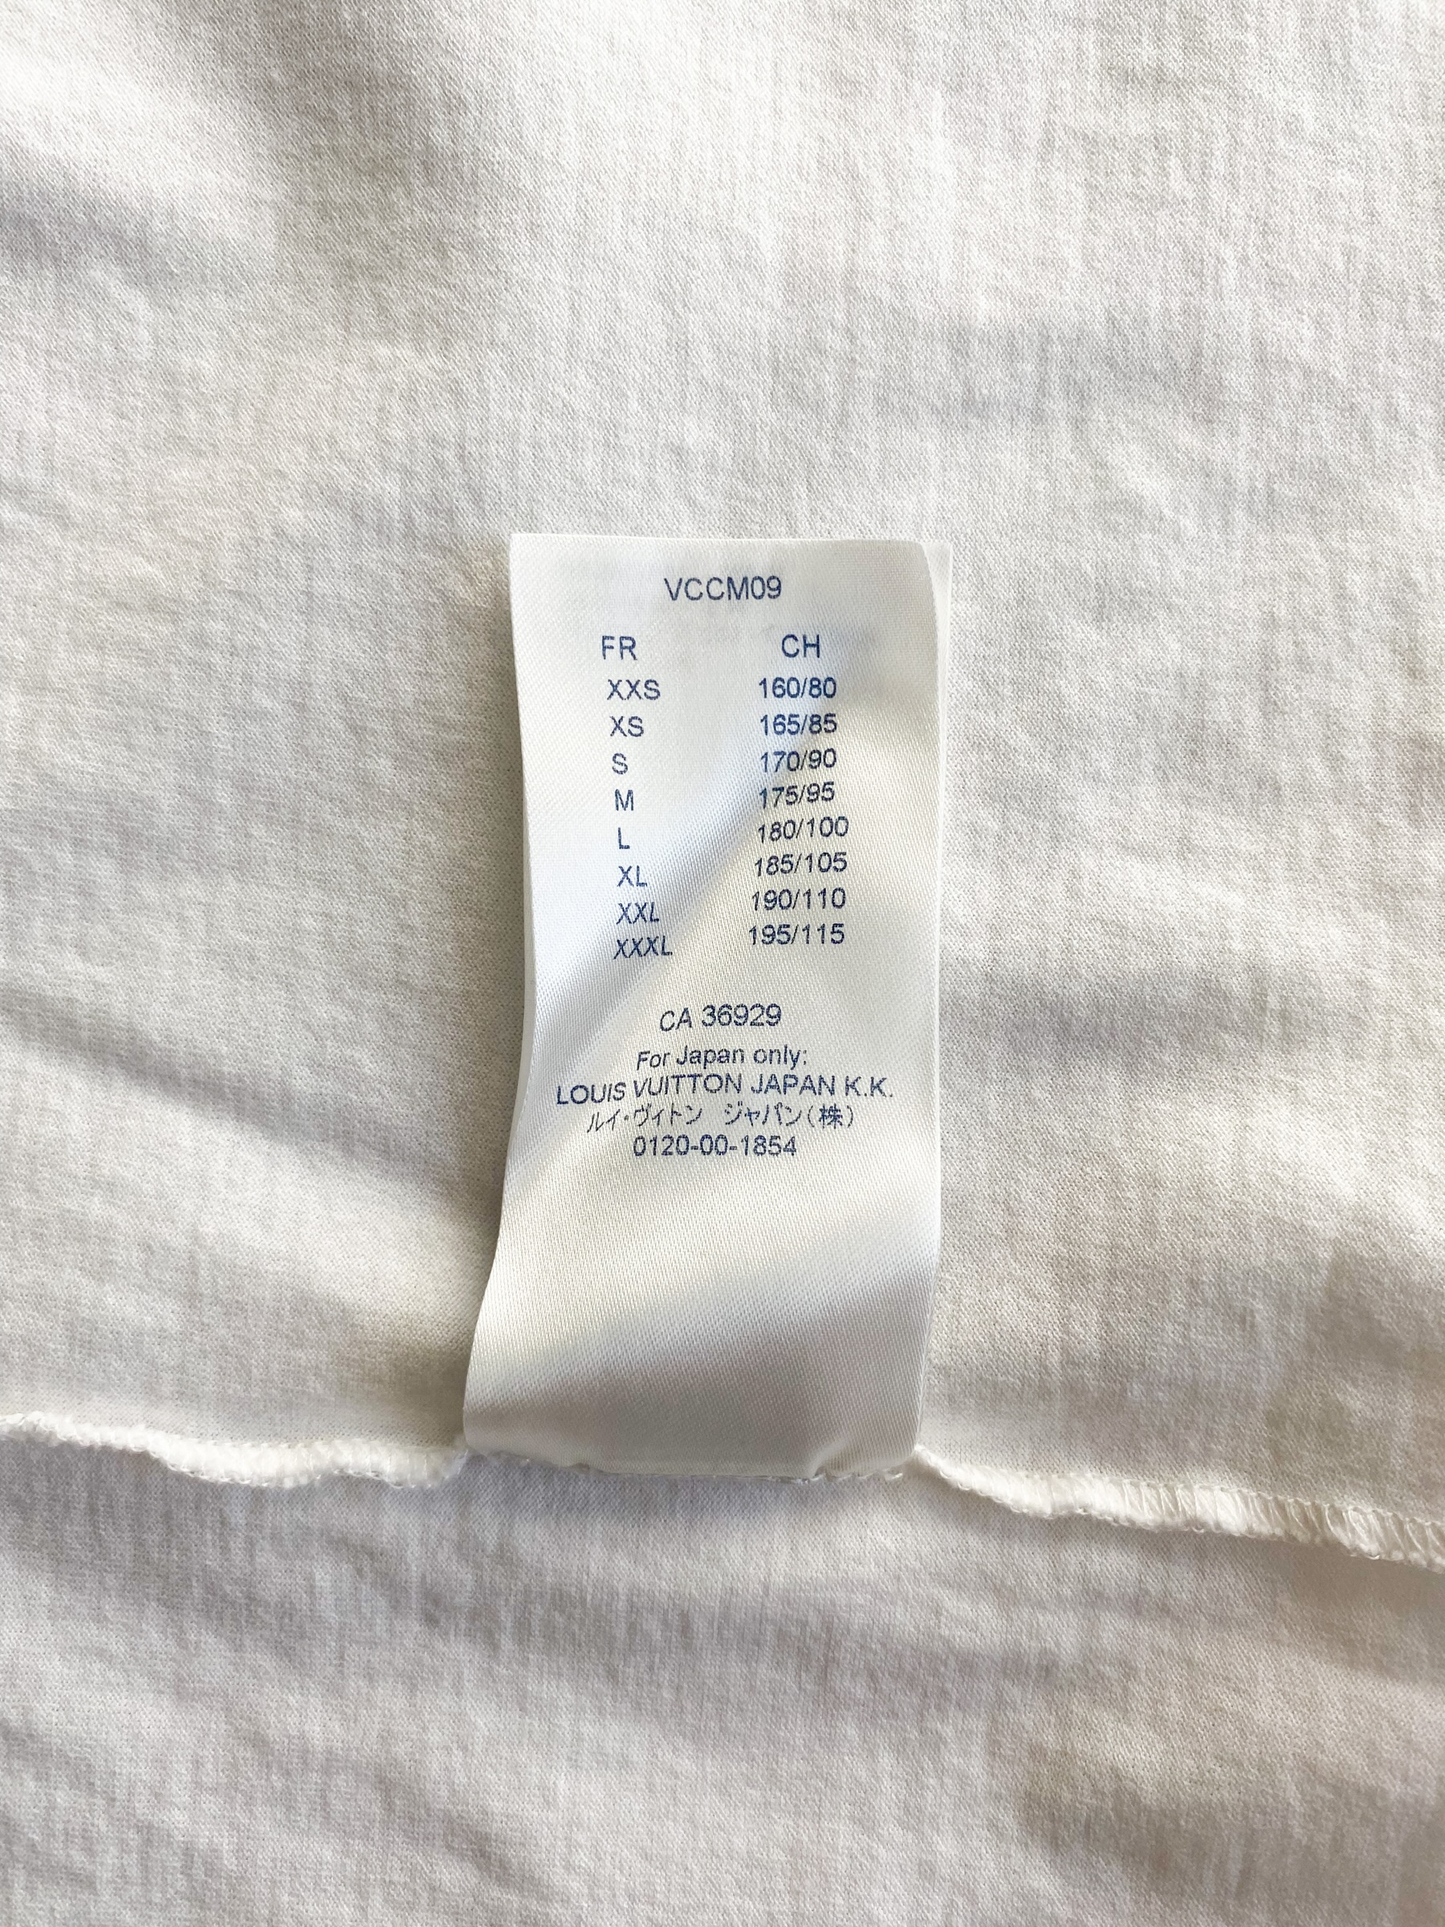 VCCM09
FR CH
XXS 160/80
XS 165/85
S 170/90
M 175/95
L 180/100
XL 185/105
XXL 190/110
XXXL 195/115
CA 36929
For Japan only:
LOUIS VUITTON JAPAN K.K.
ルイ・ヴィトン ジャパン(株)
0120-00-1854